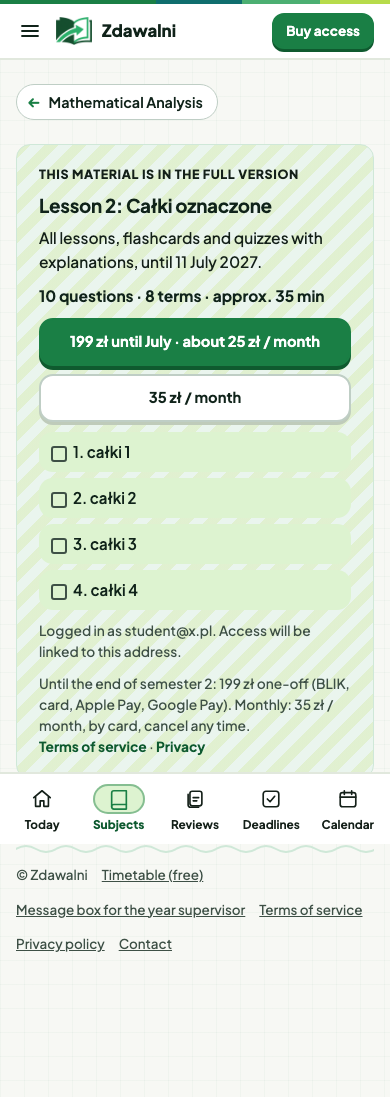 Zdawalni
Buy access
← Mathematical Analysis
THIS MATERIAL IS IN THE FULL VERSION
Lesson 2: Całki oznaczone
All lessons, flashcards and quizzes with
explanations, until 11 July 2027.
10 questions · 8 terms · approx. 35 min
199 zł until July · about 25 zł / month
35 zł / month
1. całki 1
2. całki 2
3. całki 3
4. całki 4
Logged in as student@x.pl. Access will be
linked to this address.
Until the end of semester 2: 199 zł one-off (BLIK,
card, Apple Pay, Google Pay). Monthly: 35 zł /
month, by card, cancel any time.
Terms of service · Privacy
Today Subjects Reviews Deadlines Calendar
© Zdawalni Timetable (free)
Message box for the year supervisor Terms of service
Privacy policy Contact